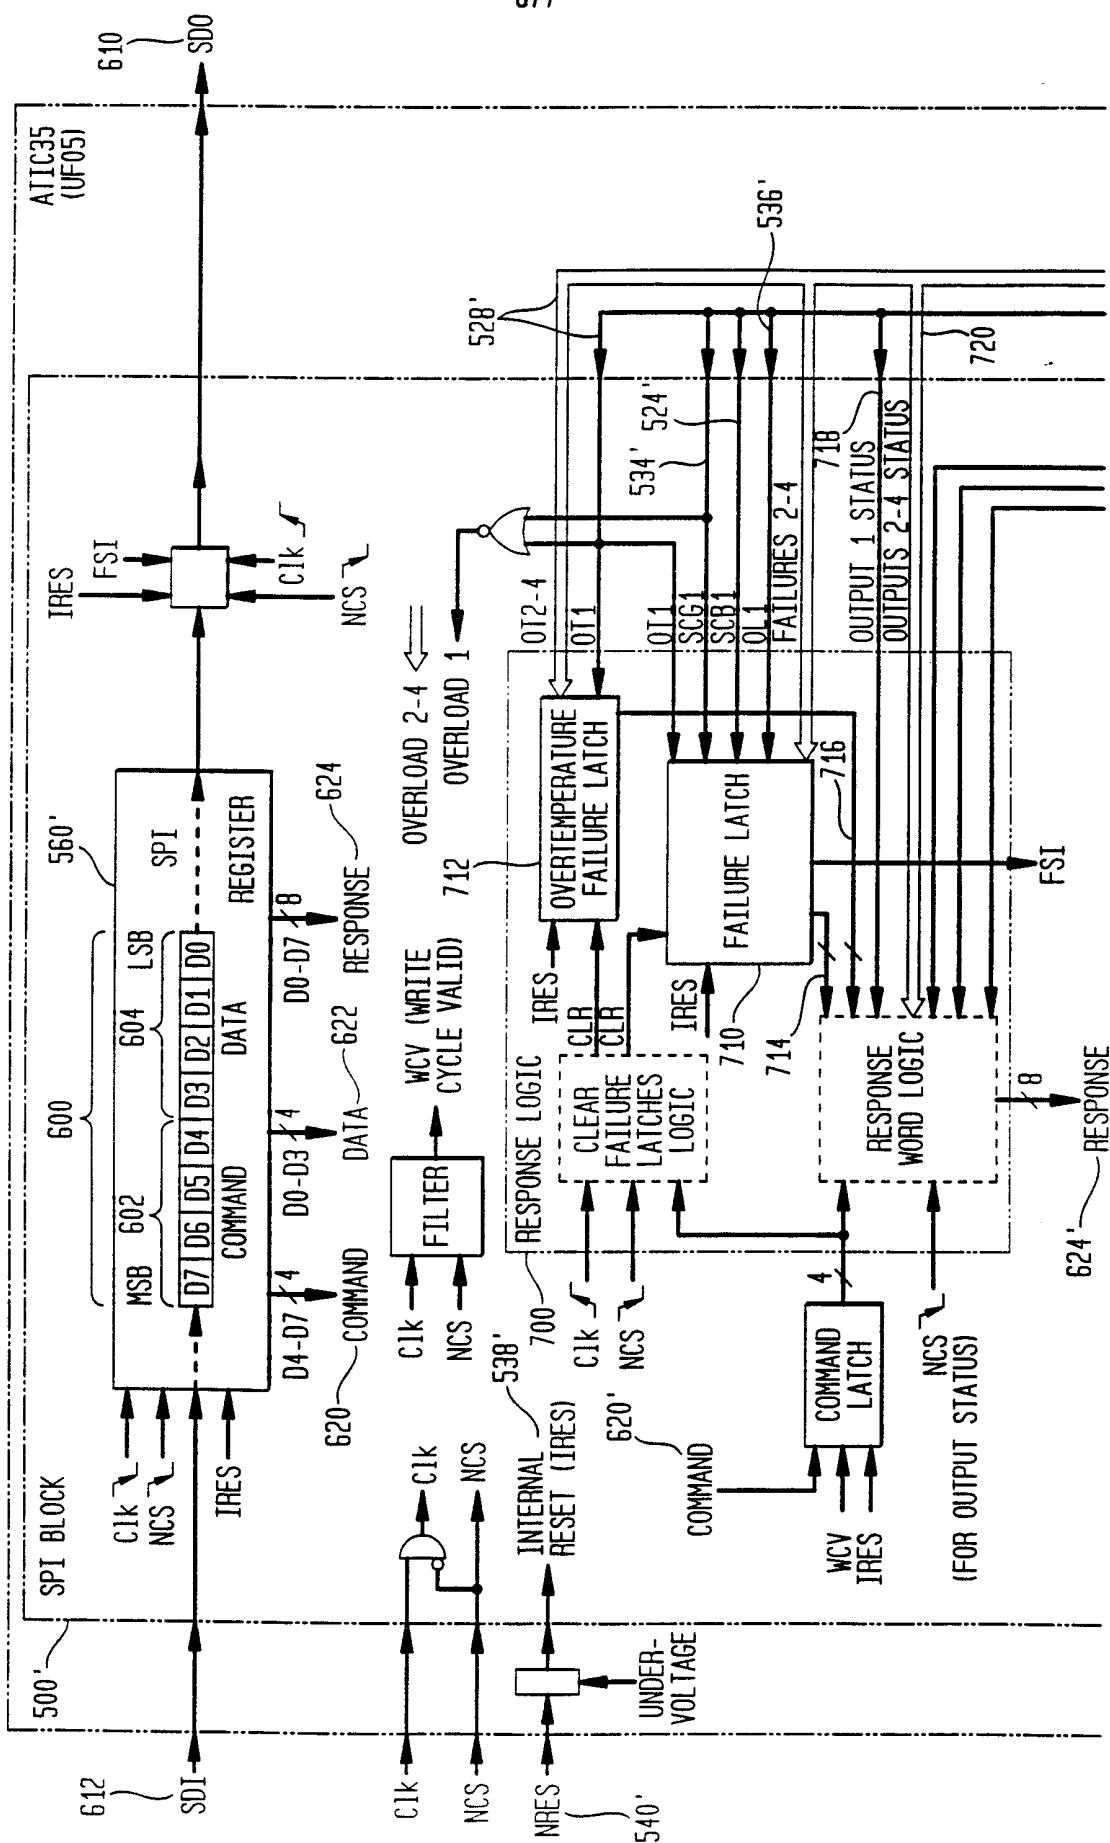 ATIC35
(UF05)
610
SDO
SPI BLOCK
500'
612
SDI
Clk
NCS
IRES
560'
600
602
604
MSB
LSB
D7 D6 D5 D4 D3 D2 D1 D0
COMMAND
DATA
SPI
REGISTER
D4-D7
4
620
COMMAND
D0-D3
4
DATA
622
D0-D7
8
RESPONSE
624
IRES
FSI
Clk
NCS
Clk
NCS
Clk
NCS
NRES
540'
UNDER-
VOLTAGE
INTERNAL
RESET (IRES)
538'
Clk
NCS
FILTER
WCV (WRITE
CYCLE VALID)
OVERLOAD 2-4
OVERLOAD 1
528'
534'
524'
536'
RESPONSE LOGIC
700
Clk
NCS
CLEAR
FAILURE
LATCHES
LOGIC
CLR
CLR
IRES
712
OVERTEMPERATURE
FAILURE LATCH
OT2-4
OT1
IRES
710
FAILURE LATCH
OT1
SCG1
SCB1
OL1
FAILURES 2-4
714
716
718
OUTPUT 1 STATUS
OUTPUTS 2-4 STATUS
720
FSI
620'
COMMAND
WCV
IRES
COMMAND
LATCH
4
NCS
(FOR OUTPUT STATUS)
RESPONSE
WORD LOGIC
8
624'
RESPONSE